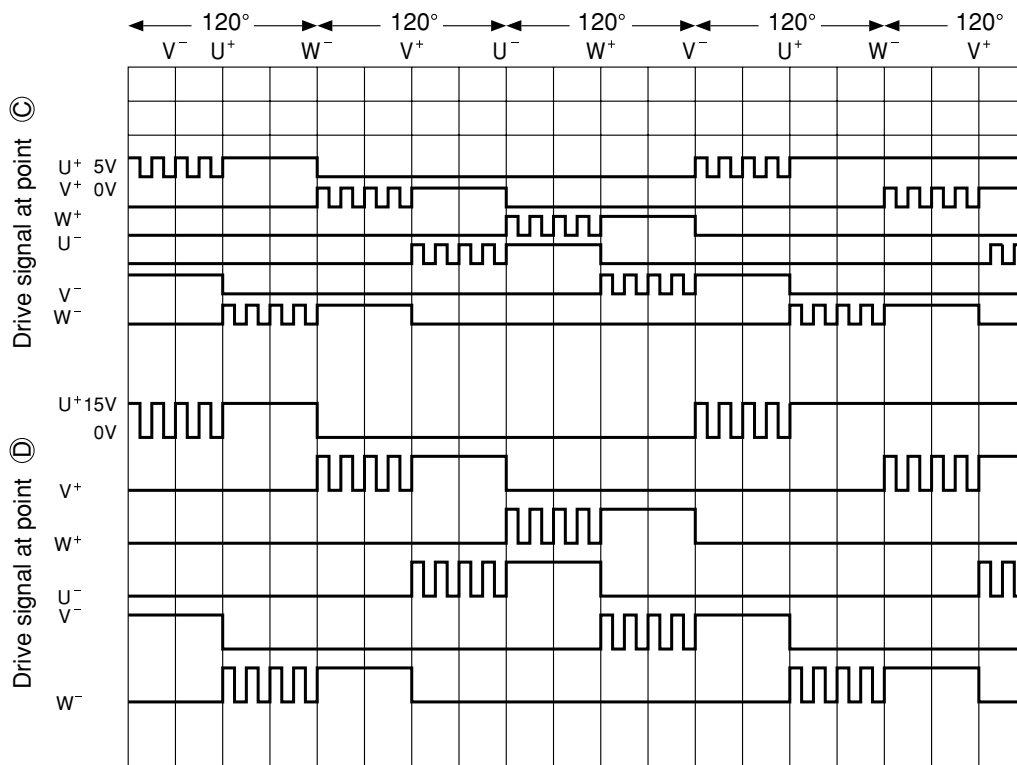 120° 120° 120° 120° 120°
V⁻ U⁺ W⁻ V⁺ U⁻ W⁺ V⁻ U⁺ W⁻ V⁺
Drive signal at point Ⓒ
U⁺ 5V
V⁺ 0V
W⁺
U⁻
V⁻
W⁻
Drive signal at point Ⓓ
U⁺15V
0V
V⁺
W⁺
U⁻
V⁻
W⁻